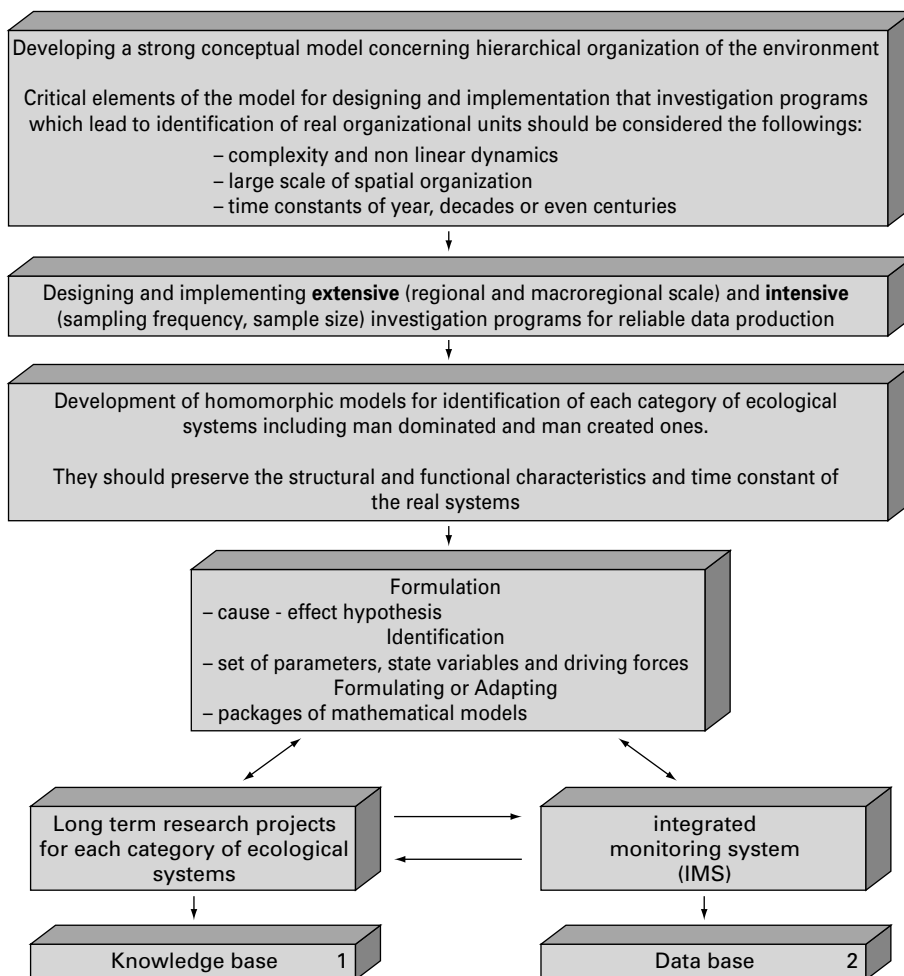 Developing a strong conceptual model concerning hierarchical organization of the environment
Critical elements of the model for designing and implementation that investigation programs
which lead to identification of real organizational units should be considered the followings:
– complexity and non linear dynamics
– large scale of spatial organization
– time constants of year, decades or even centuries
Designing and implementing extensive (regional and macroregional scale) and intensive
(sampling frequency, sample size) investigation programs for reliable data production
Development of homomorphic models for identification of each category of ecological
systems including man dominated and man created ones.
They should preserve the structural and functional characteristics and time constant of
the real systems
Formulation
– cause - effect hypothesis
Identification
– set of parameters, state variables and driving forces
Formulating or Adapting
– packages of mathematical models
Long term research projects
for each category of ecological
systems
integrated
monitoring system
(IMS)
Knowledge base 1
Data base 2